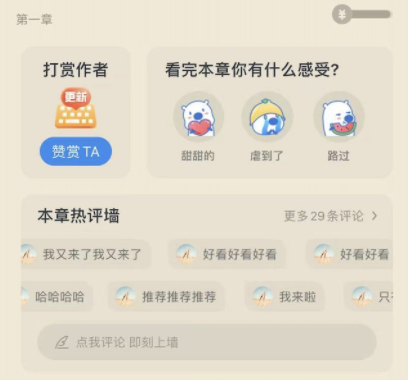 第一章
¥
打赏作者
看完本章你有什么感受?
更新
赞赏TA
甜甜的
虐到了
路过
本章热评墙
更多29条评论 >
我又来了我又来了
好看好看好看
好看好看
哈哈哈哈
推荐推荐推荐
我来啦
点我评论 即刻上墙